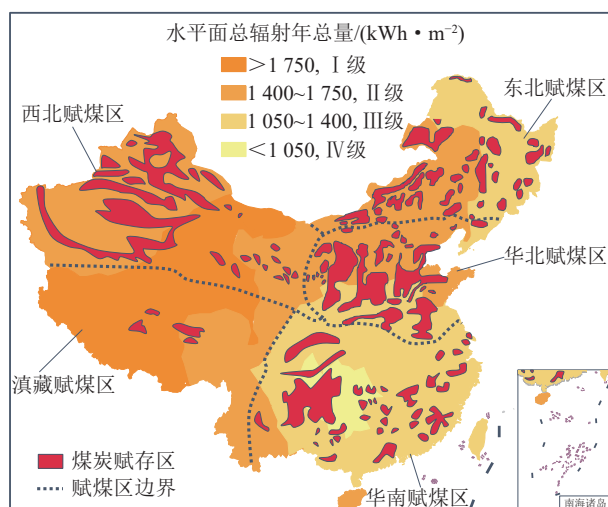 水平面总辐射年总量/(kWh·m⁻²)
>1 750, Ⅰ级
1 400~1 750, Ⅱ级
1 050~1 400, Ⅲ级
<1 050, Ⅳ级
东北赋煤区
西北赋煤区
华北赋煤区
滇藏赋煤区
华南赋煤区
煤炭赋存区
赋煤区边界
南海诸岛